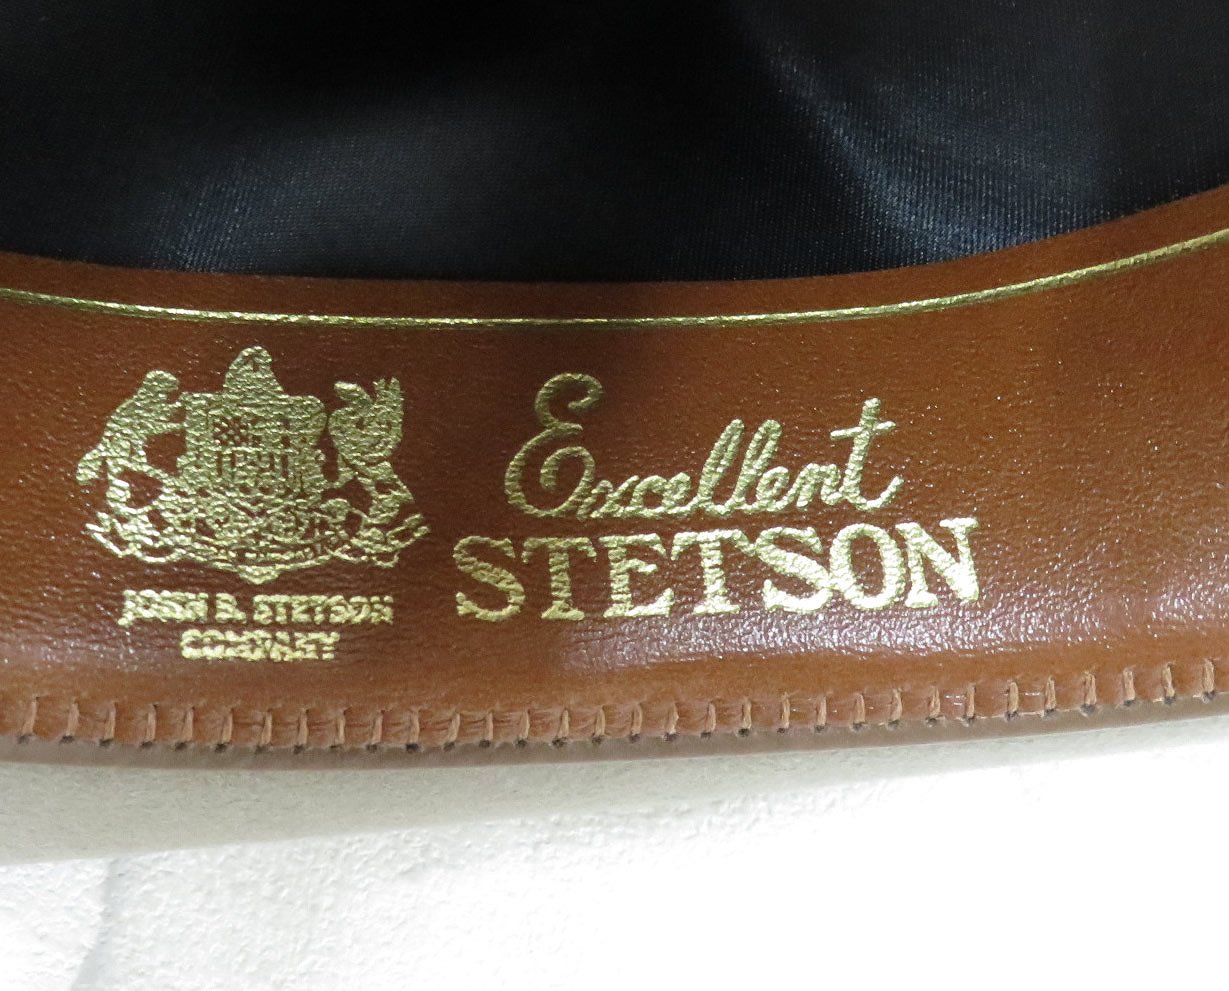 Excellent
STETSON
JOHN B. STETSON
COMPANY